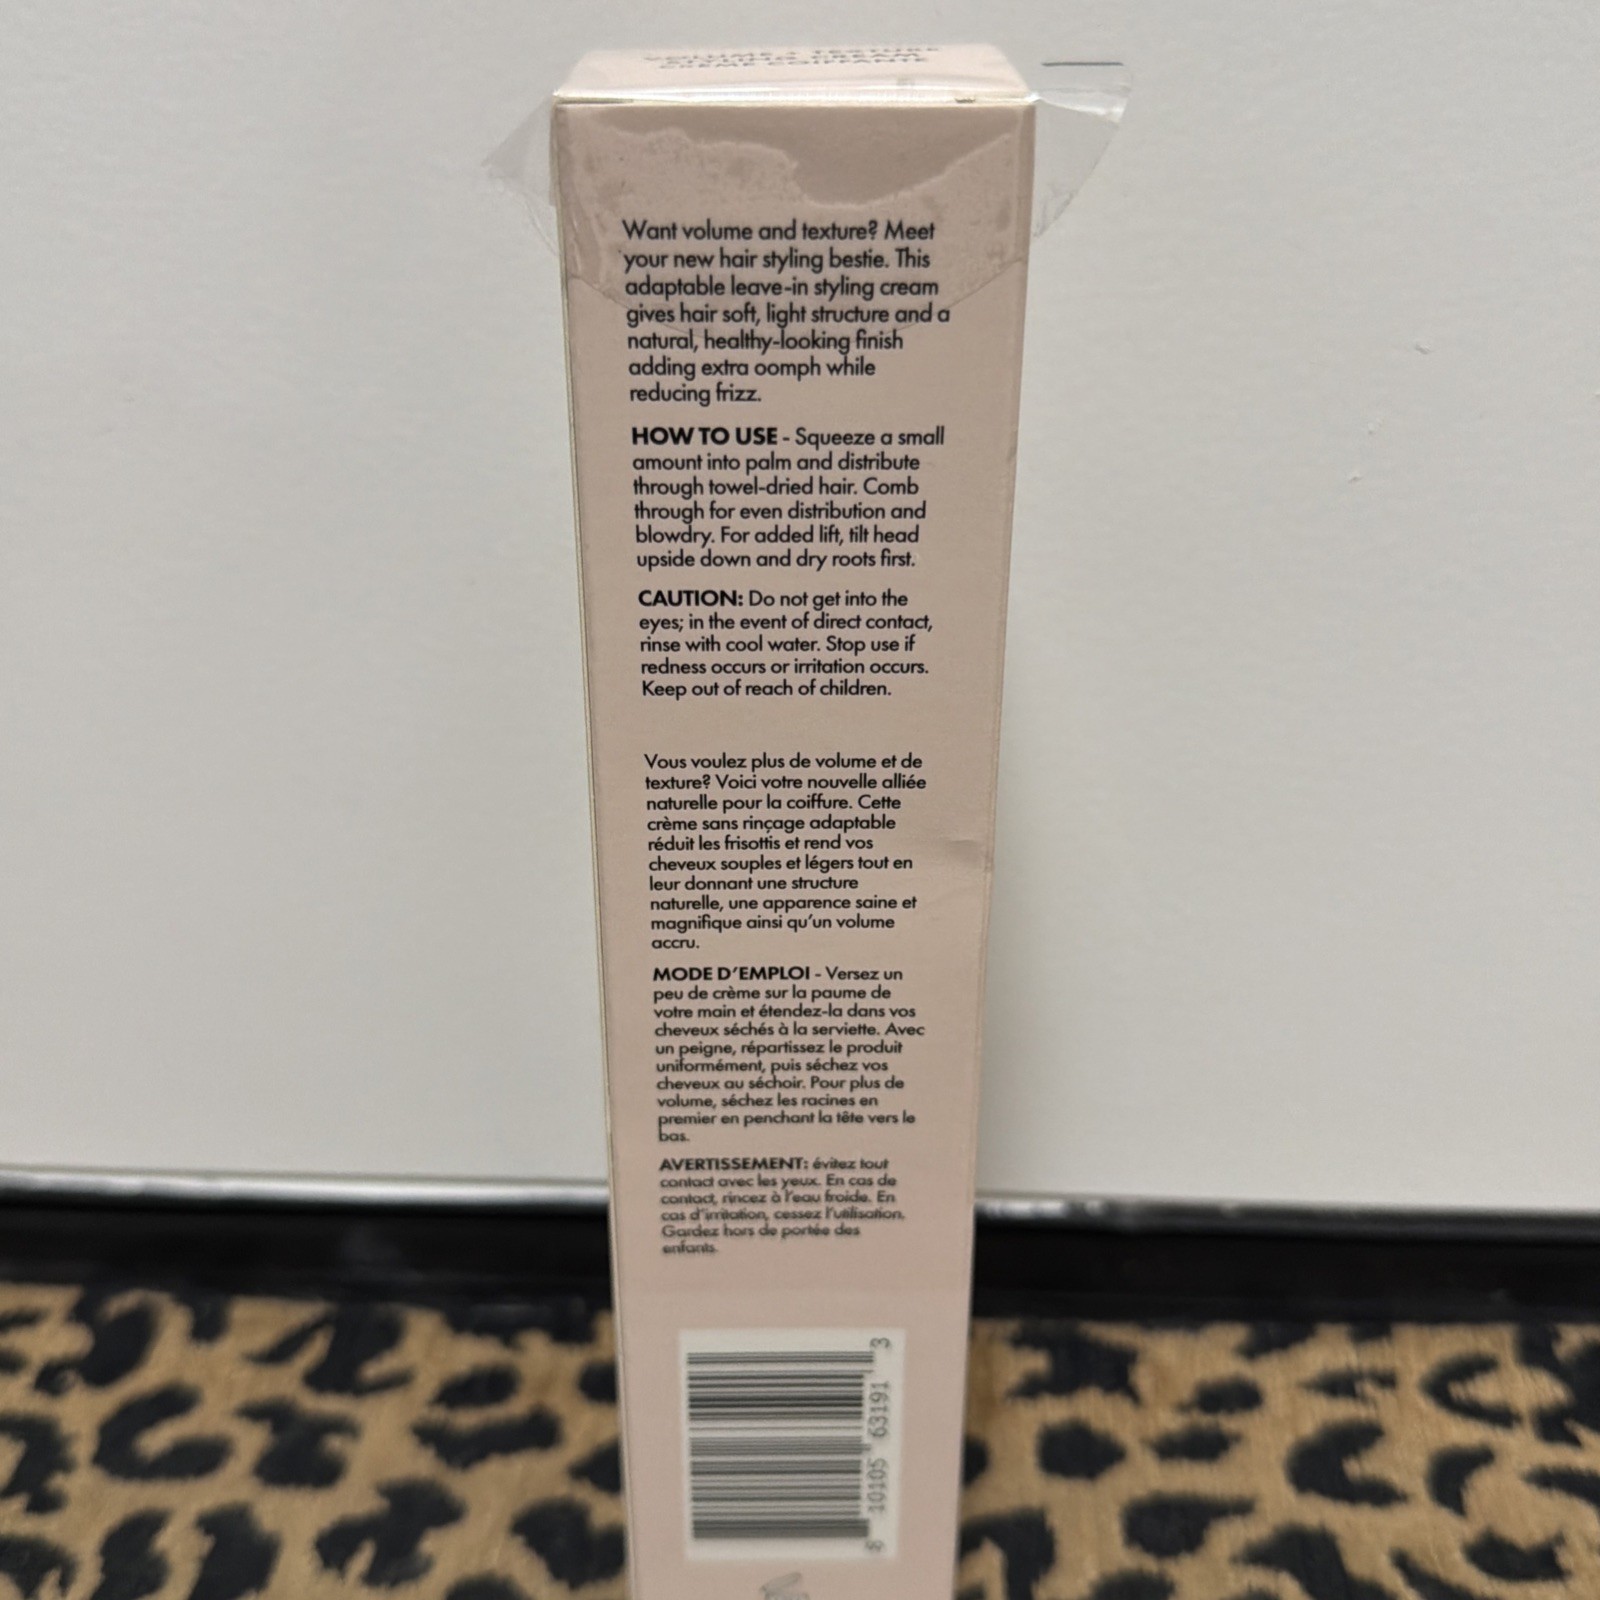 VOLUME + TEXTURE
STYLING CREAM
CRÈME COIFFANTE
Want volume and texture? Meet
your new hair styling bestie. This
adaptable leave-in styling cream
gives hair soft, light structure and a
natural, healthy-looking finish
adding extra oomph while
reducing frizz.
HOW TO USE - Squeeze a small
amount into palm and distribute
through towel-dried hair. Comb
through for even distribution and
blowdry. For added lift, tilt head
upside down and dry roots first.
CAUTION: Do not get into the
eyes; in the event of direct contact,
rinse with cool water. Stop use if
redness occurs or irritation occurs.
Keep out of reach of children.
Vous voulez plus de volume et de
texture? Voici votre nouvelle alliée
naturelle pour la coiffure. Cette
crème sans rinçage adaptable
réduit les frisottis et rend vos
cheveux souples et légers tout en
leur donnant une structure
naturelle, une apparence saine et
magnifique ainsi qu'un volume
accru.
MODE D'EMPLOI - Versez un
peu de crème sur la paume de
votre main et étendez-la dans vos
cheveux séchés à la serviette. Avec
un peigne, répartissez le produit
uniformément, puis séchez vos
cheveux au séchoir. Pour plus de
volume, séchez les racines en
premier en penchant la tête vers le
bas.
AVERTISSEMENT: évitez tout
contact avec les yeux. En cas de
contact, rincez à l'eau froide. En
cas d'irritation, cessez l'utilisation.
Gardez hors de portée des
enfants.
8 10105 63191 3